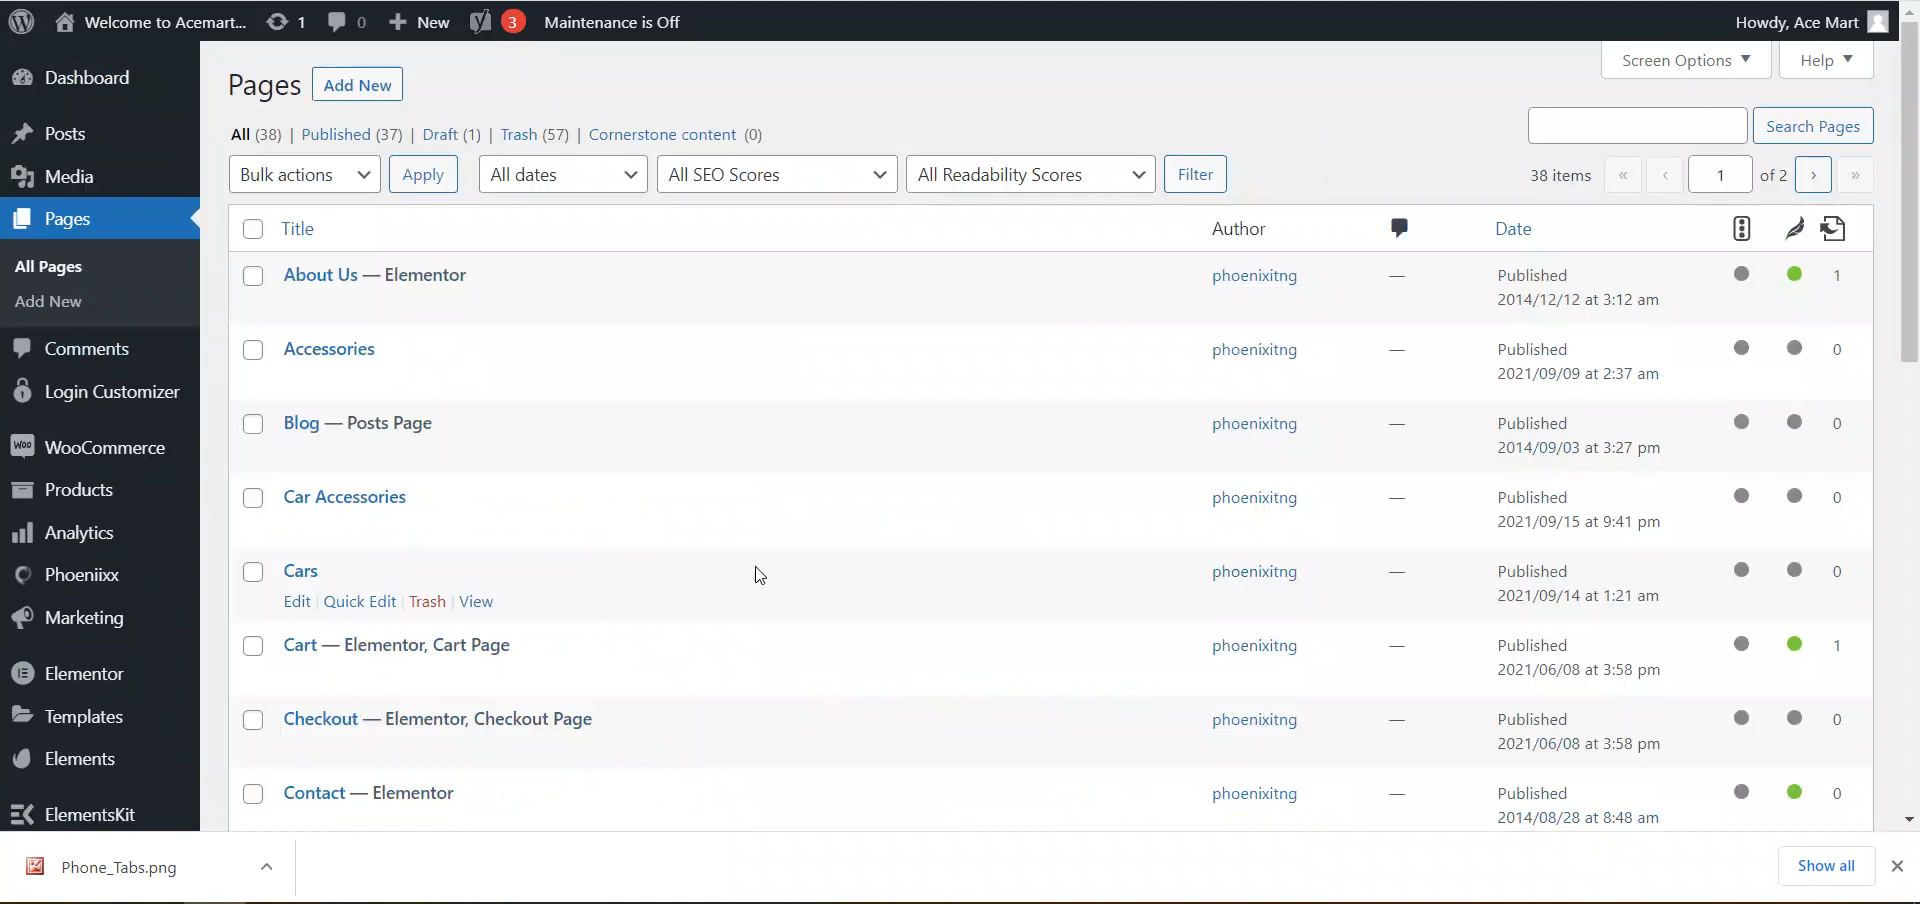 Welcome to Acemart... 1 0 New 3 Maintenance is Off Howdy, Ace Mart
Dashboard
Posts
Media
Pages
All Pages
Add New
Comments
Login Customizer
WooCommerce
Products
Analytics
Phoeniixx
Marketing
Elementor
Templates
Elements
ElementsKit
Screen Options Help
Pages Add New
All (38) | Published (37) | Draft (1) | Trash (57) | Cornerstone content (0)
Search Pages
Bulk actions Apply All dates All SEO Scores All Readability Scores Filter 38 items « ‹ 1 of 2 › »
Title Author Date
About Us — Elementor phoenixitng — Published 1
2014/12/12 at 3:12 am
Accessories phoenixitng — Published 0
2021/09/09 at 2:37 am
Blog — Posts Page phoenixitng — Published 0
2014/09/03 at 3:27 pm
Car Accessories phoenixitng — Published 0
2021/09/15 at 9:41 pm
Cars phoenixitng — Published 0
Edit | Quick Edit | Trash | View 2021/09/14 at 1:21 am
Cart — Elementor, Cart Page phoenixitng — Published 1
2021/06/08 at 3:58 pm
Checkout — Elementor, Checkout Page phoenixitng — Published 0
2021/06/08 at 3:58 pm
Contact — Elementor phoenixitng — Published 0
2014/08/28 at 8:48 am
Phone_Tabs.png Show all